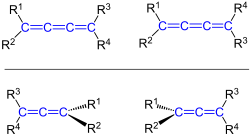 R¹ R³ R¹ R⁴
C=C=C=C C=C=C=C
R² R⁴ R² R³
R³ R¹ R¹ R⁴
C=C=C C=C=C
R⁴ R² R² R³